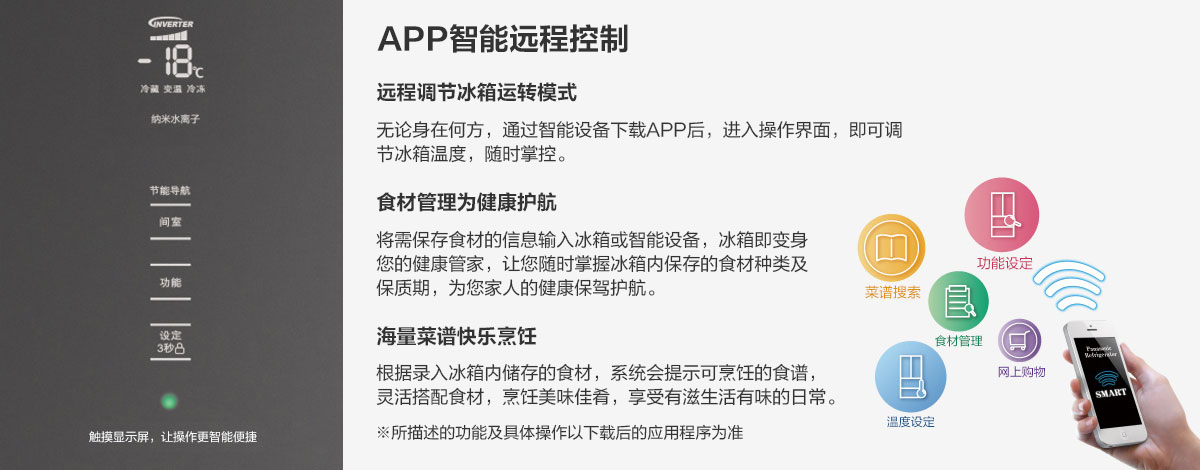 INVERTER
-18℃
冷藏 变温 冷冻
纳米水离子
节能导航
间室
功能
设定
3秒
触摸显示屏，让操作更智能便捷
APP智能远程控制
远程调节冰箱运转模式
无论身在何方，通过智能设备下载APP后，进入操作界面，即可调
节冰箱温度，随时掌控。
食材管理为健康护航
将需保存食材的信息输入冰箱或智能设备，冰箱即变身
您的健康管家，让您随时掌握冰箱内保存的食材种类及
保质期，为您家人的健康保驾护航。
海量菜谱快乐烹饪
根据录入冰箱内储存的食材，系统会提示可烹饪的食谱，
灵活搭配食材，烹饪美味佳肴，享受有滋生活有味的日常。
※所描述的功能及具体操作以下载后的应用程序为准
功能设定
菜谱搜索
食材管理
网上购物
温度设定
Panasonic
Refrigerator
SMART